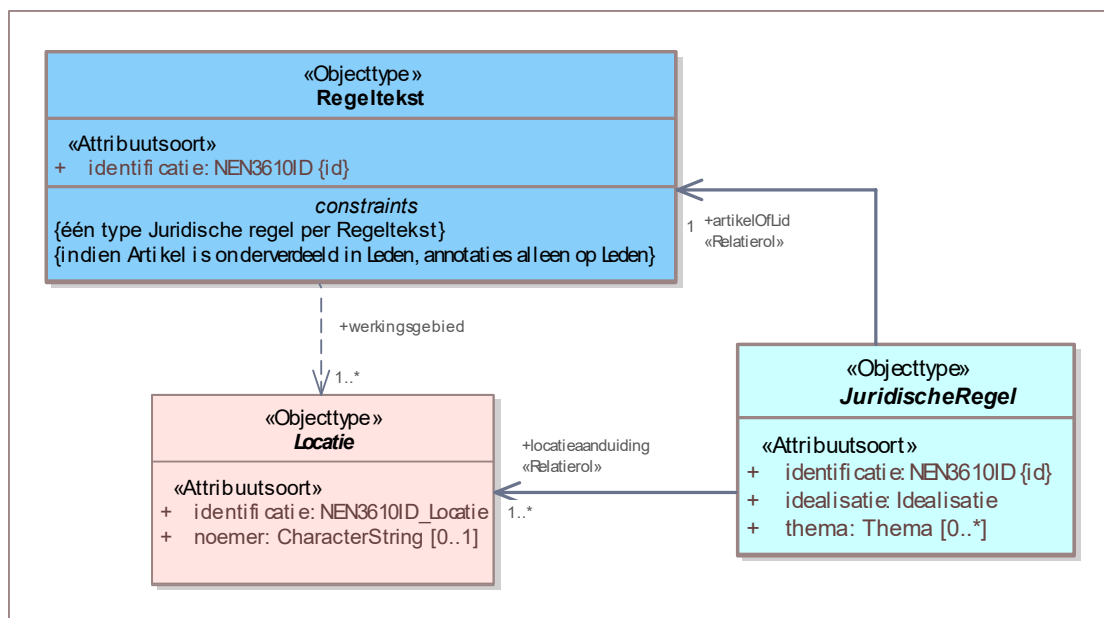 «Objecttype»
Regeltekst
«Attribuutsoort»
+ identificatie: NEN3610ID {id}
constraints
{één type Juridische regel per Regeltekst}
{indien Artikel is onderverdeeld in Leden, annotaties alleen op Leden}
1 +artikelOfLid
«Relatierol»
+werkingsgebied
1..*
«Objecttype»
Locatie
«Attribuutsoort»
+ identificatie: NEN3610ID_Locatie
+ noemer: CharacterString [0..1]
+locatieaanduiding
«Relatierol»
1..*
«Objecttype»
JuridischeRegel
«Attribuutsoort»
+ identificatie: NEN3610ID {id}
+ idealisatie: Idealisatie
+ thema: Thema [0..*]